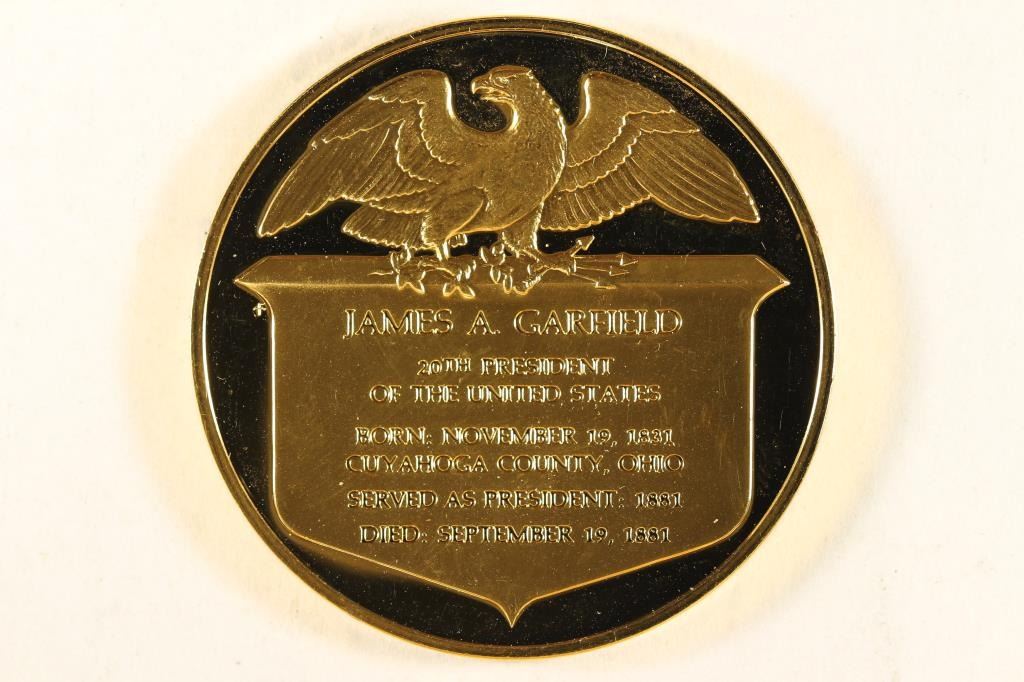 JAMES A. GARFIELD
20TH PRESIDENT
OF THE UNITED STATES
BORN: NOVEMBER 19, 1831
CUYAHOGA COUNTY, OHIO
SERVED AS PRESIDENT: 1881
DIED: SEPTEMBER 19, 1881